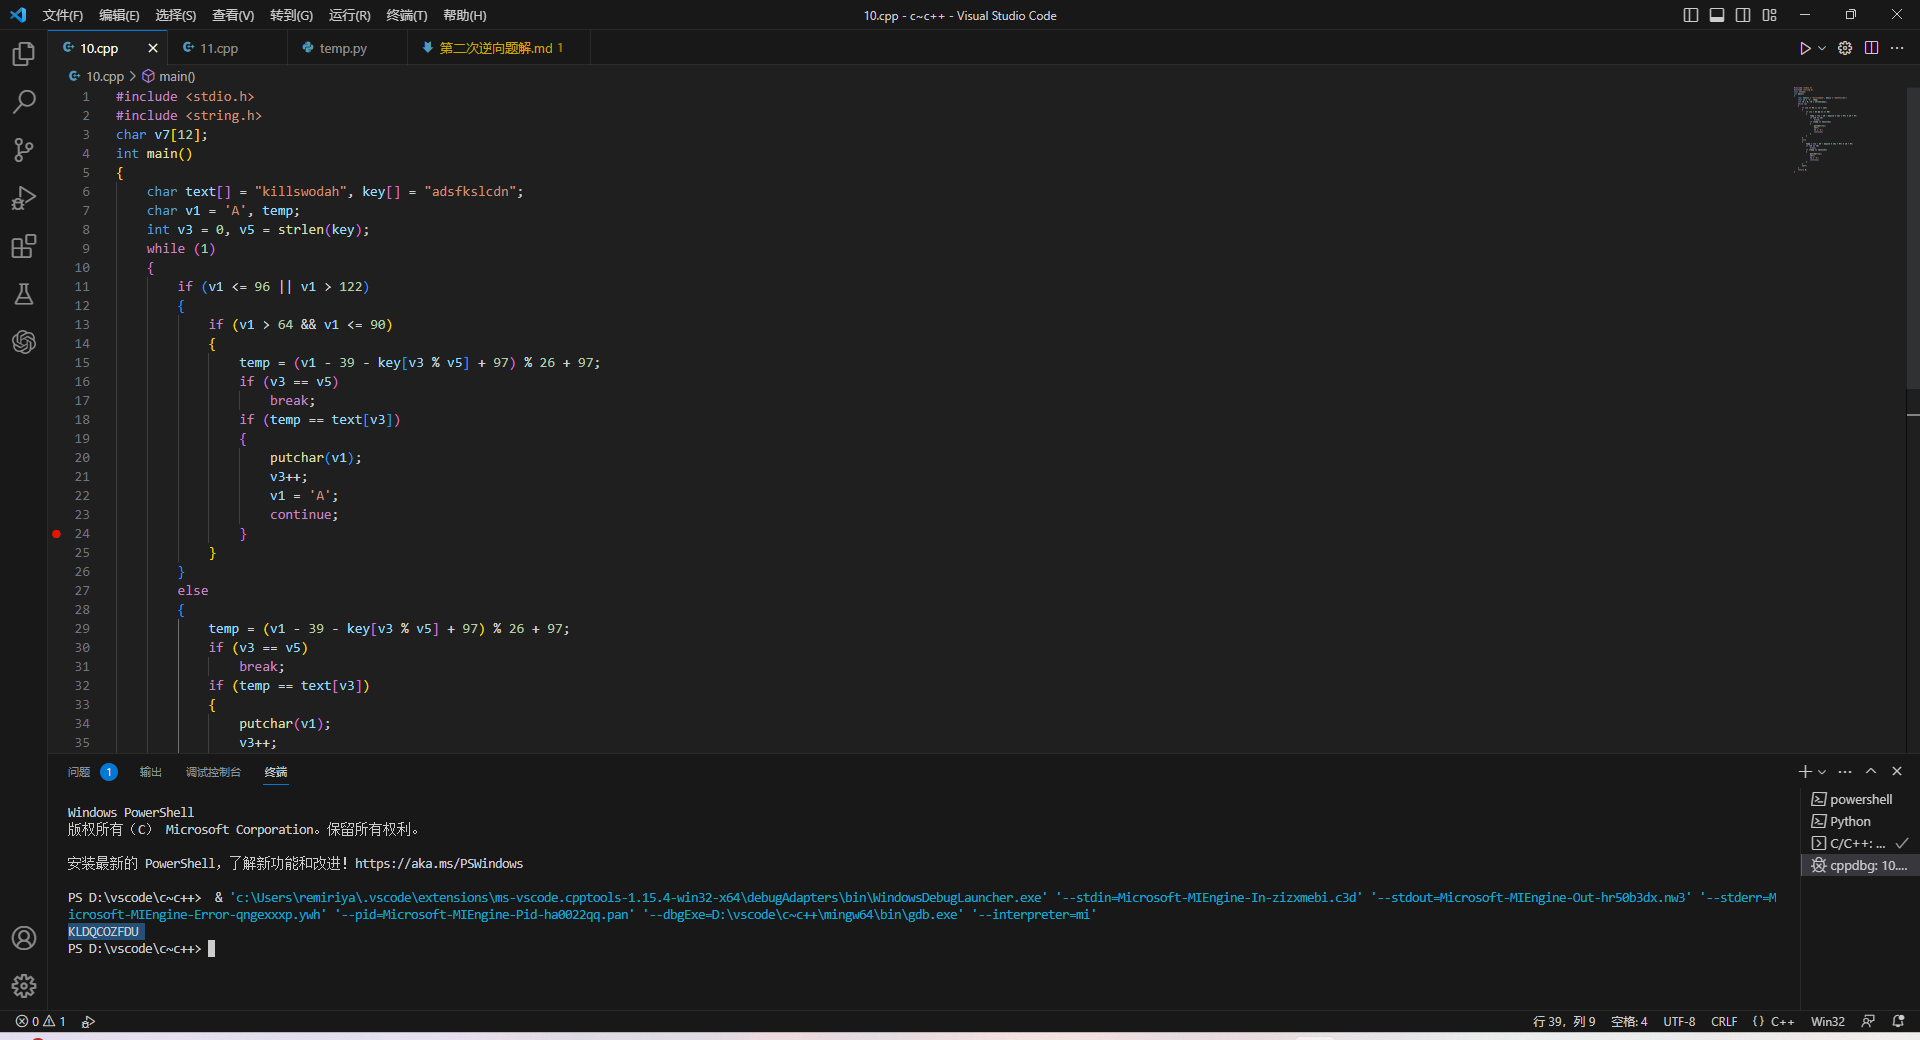 文件(F) 编辑(E) 选择(S) 查看(V) 转到(G) 运行(R) 终端(T) 帮助(H) 10.cpp - c~c++ - Visual Studio Code
10.cpp 11.cpp temp.py 第二次逆向题解.md 1
10.cpp > main()
1 #include <stdio.h>
2 #include <string.h>
3 char v7[12];
4 int main()
5 {
6 char text[] = "killswodah", key[] = "adsfkslcdn";
7 char v1 = 'A', temp;
8 int v3 = 0, v5 = strlen(key);
9 while (1)
10 {
11 if (v1 <= 96 || v1 > 122)
12 {
13 if (v1 > 64 && v1 <= 90)
14 {
15 temp = (v1 - 39 - key[v3 % v5] + 97) % 26 + 97;
16 if (v3 == v5)
17 break;
18 if (temp == text[v3])
19 {
20 putchar(v1);
21 v3++;
22 v1 = 'A';
23 continue;
24 }
25 }
26 }
27 else
28 {
29 temp = (v1 - 39 - key[v3 % v5] + 97) % 26 + 97;
30 if (v3 == v5)
31 break;
32 if (temp == text[v3])
33 {
34 putchar(v1);
35 v3++;
问题 1 输出 调试控制台 终端
Windows PowerShell
版权所有（C） Microsoft Corporation。保留所有权利。
安装最新的 PowerShell，了解新功能和改进！https://aka.ms/PSWindows
PS D:\vscode\c~c++> & 'c:\Users\remiriya\.vscode\extensions\ms-vscode.cpptools-1.15.4-win32-x64\debugAdapters\bin\WindowsDebugLauncher.exe' '--stdin=Microsoft-MIEngine-In-zizxmebi.c3d' '--stdout=Microsoft-MIEngine-Out-hr50b3dx.nw3' '--stderr=M
icrosoft-MIEngine-Error-qngexxxp.ywh' '--pid=Microsoft-MIEngine-Pid-ha0022qq.pan' '--dbgExe=D:\vscode\c~c++\mingw64\bin\gdb.exe' '--interpreter=mi'
KLDQCOZFDU
PS D:\vscode\c~c++>
powershell
Python
C/C++: ...
cppdbg: 10....
0 1 行 39，列 9 空格: 4 UTF-8 CRLF {} C++ Win32